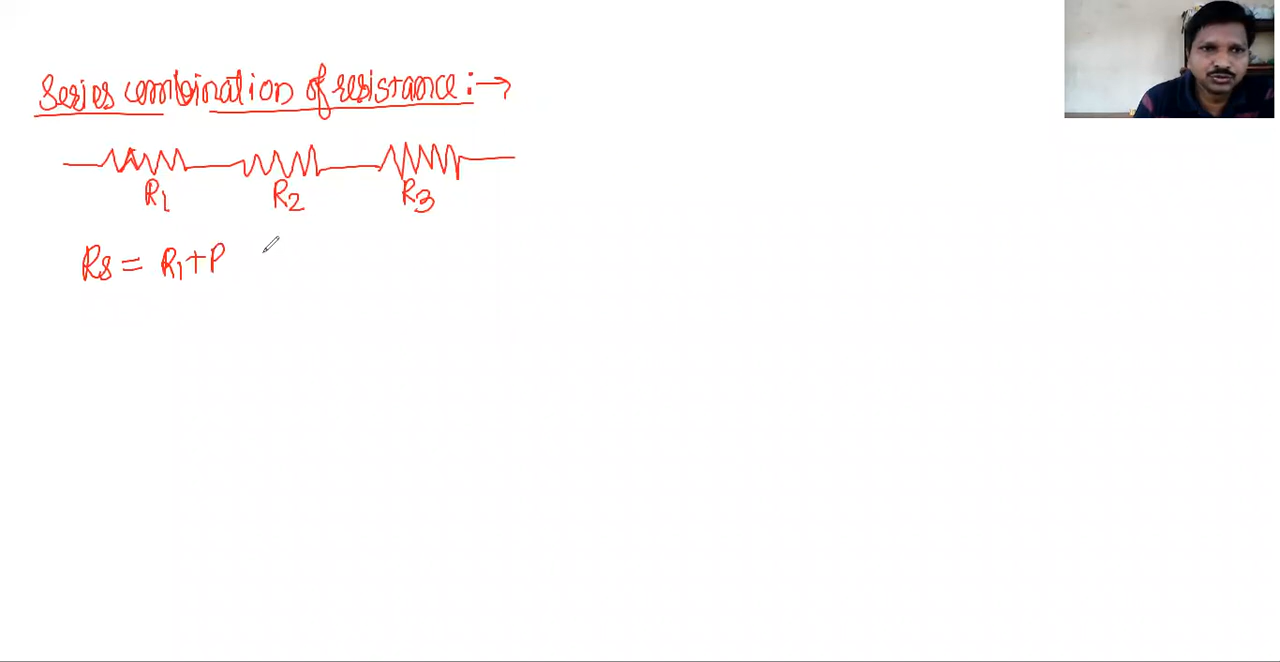 Series combination of resistance :→
R1 R2 R3
Rs = R1+P